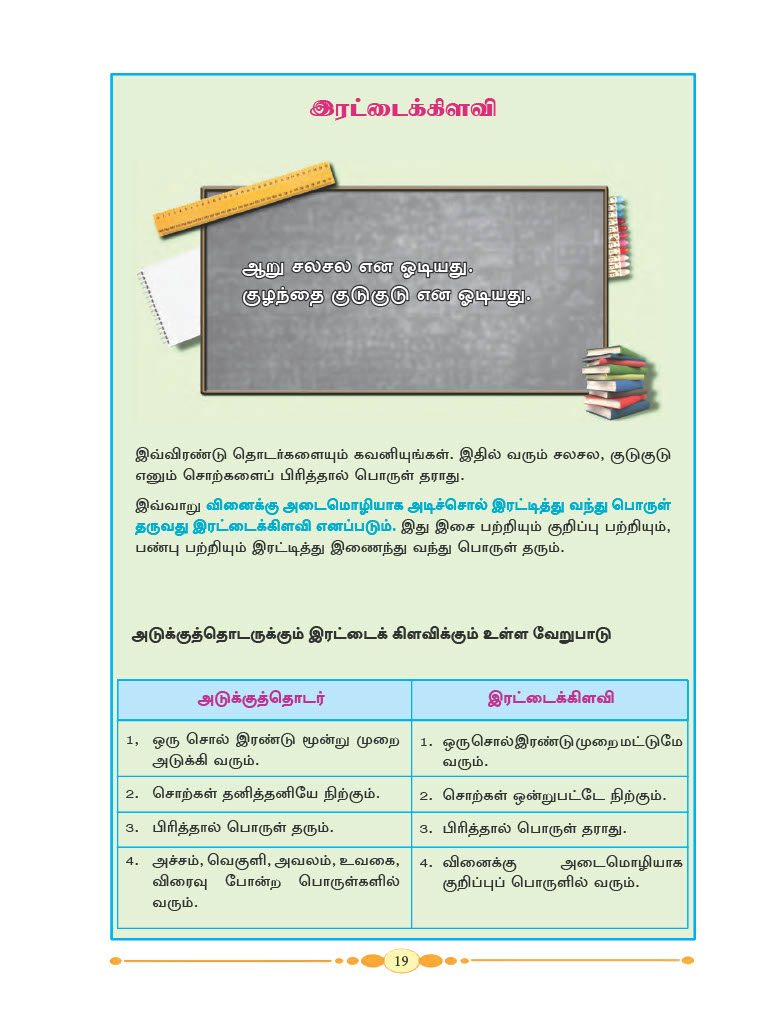 இரட்டைக்கிளவி
ஆறு சலசல என ஓடியது.
குழந்தை குடுகுடு என ஓடியது.
இவ்விரண்டு தொடர்களையும் கவனியுங்கள். இதில் வரும் சலசல, குடுகுடு
எனும் சொற்களைப் பிரித்தால் பொருள் தராது.
இவ்வாறு வினைக்கு அடைமொழியாக அடிச்சொல் இரட்டித்து வந்து பொருள்
தருவது இரட்டைக்கிளவி எனப்படும். இது இசை பற்றியும் குறிப்பு பற்றியும்,
பண்பு பற்றியும் இரட்டித்து இணைந்து வந்து பொருள் தரும்.
அடுக்குத்தொடருக்கும் இரட்டைக் கிளவிக்கும் உள்ள வேறுபாடு
அடுக்குத்தொடர்
இரட்டைக்கிளவி
1, ஒரு சொல் இரண்டு மூன்று முறை
அடுக்கி வரும்.
1. ஒருசொல்இரண்டுமுறைமட்டுமே
வரும்.
2. சொற்கள் தனித்தனியே நிற்கும்.
2. சொற்கள் ஒன்றுபட்டே நிற்கும்.
3. பிரித்தால் பொருள் தரும்.
3. பிரித்தால் பொருள் தராது.
4. அச்சம், வெகுளி, அவலம், உவகை,
விரைவு போன்ற பொருள்களில்
வரும்.
4. வினைக்கு அடைமொழியாக
குறிப்புப் பொருளில் வரும்.
19